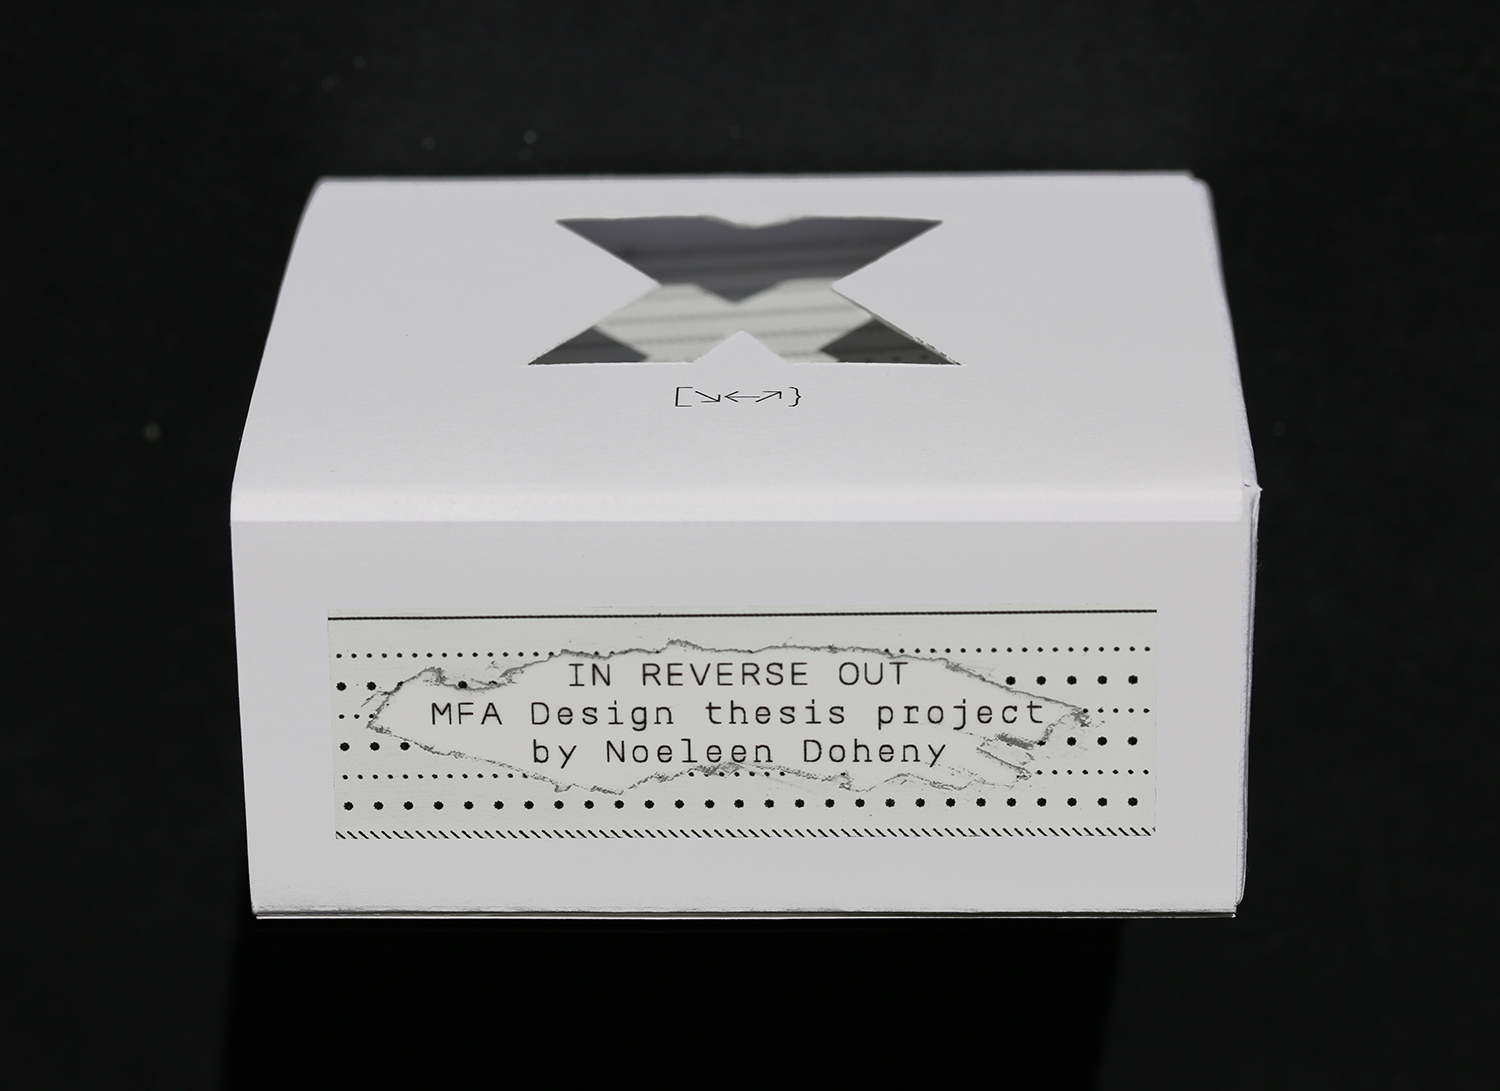 [↘↔↗}
IN REVERSE OUT
MFA Design thesis project
by Noeleen Doheny